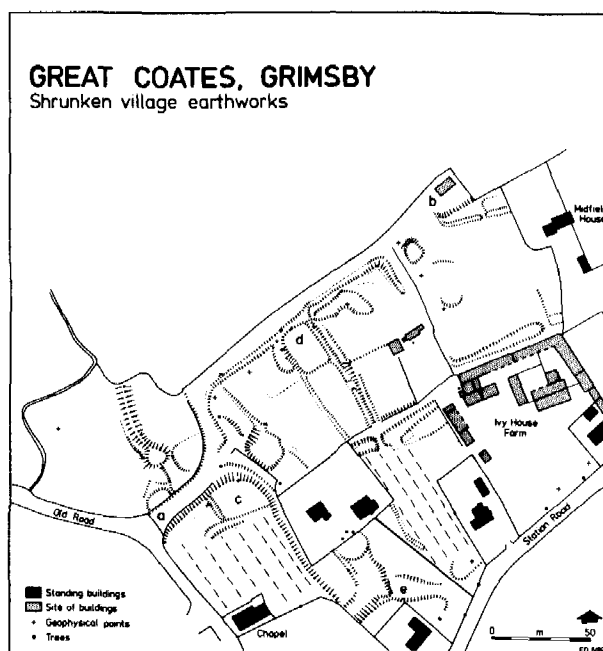 GREAT COATES, GRIMSBY
Shrunken village earthworks
b
Midfield
House
d
Ivy House
Farm
Old Road
a
c
Station Road
e
Standing buildings
Site of buildings
Geophysical points
Trees
Chapel
0 m 50